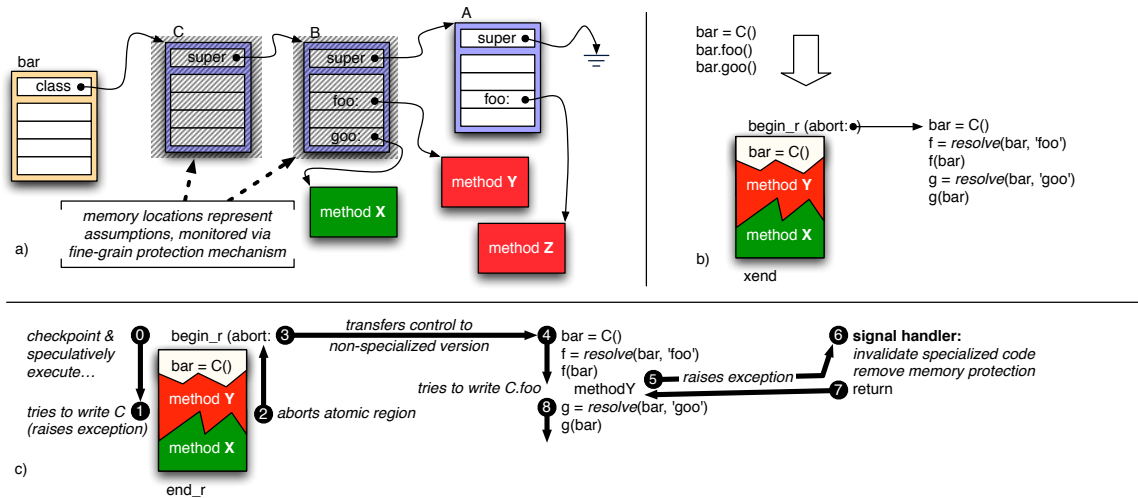 C
B
A
super
super
super
bar
class
foo:
foo:
goo:
method Y
method X
method Z
memory locations represent
assumptions, monitored via
fine-grain protection mechanism
a)
bar = C()
bar.foo()
bar.goo()
begin_r (abort: )
bar = C()
method Y
method X
xend
bar = C()
f = resolve(bar, 'foo')
f(bar)
g = resolve(bar, 'goo')
g(bar)
b)
0
checkpoint &
speculatively
execute…
1
tries to write C
(raises exception)
begin_r (abort:
bar = C()
method Y
method X
end_r
2
aborts atomic region
3
transfers control to
non-specialized version
4
bar = C()
f = resolve(bar, 'foo')
f(bar)
tries to write C.foo
methodY
5
raises exception
6
signal handler:
invalidate specialized code
remove memory protection
7
return
8
g = resolve(bar, 'goo')
g(bar)
c)